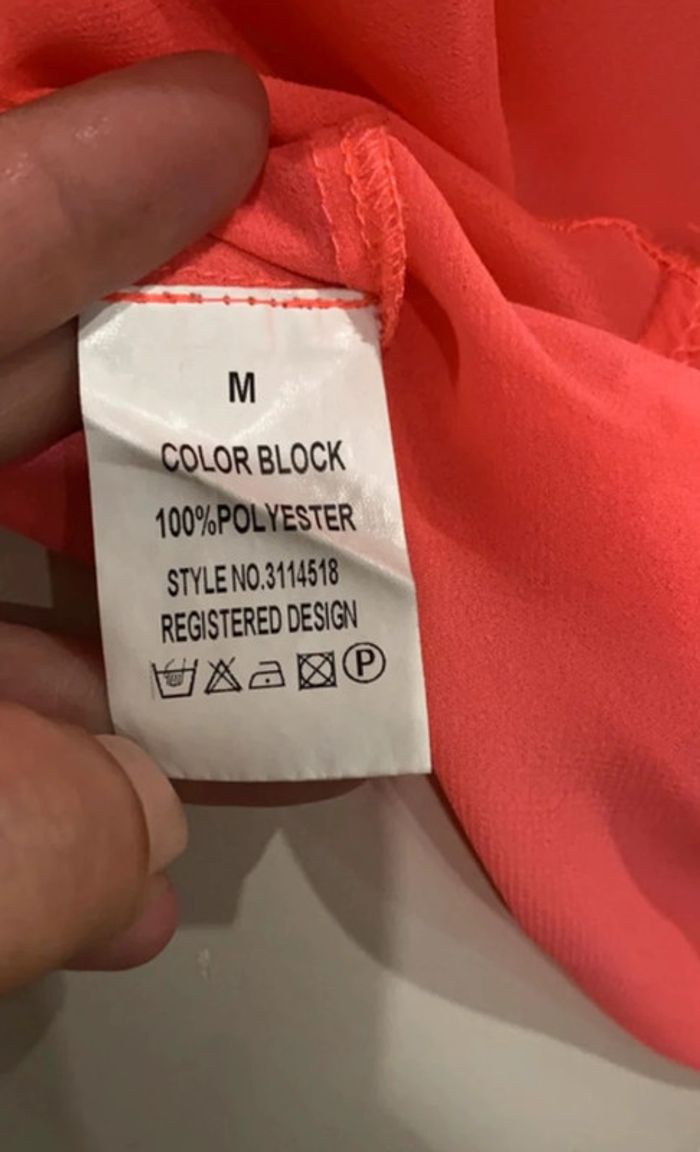 M
COLOR BLOCK
100%POLYESTER
STYLE NO.3114518
REGISTERED DESIGN
P